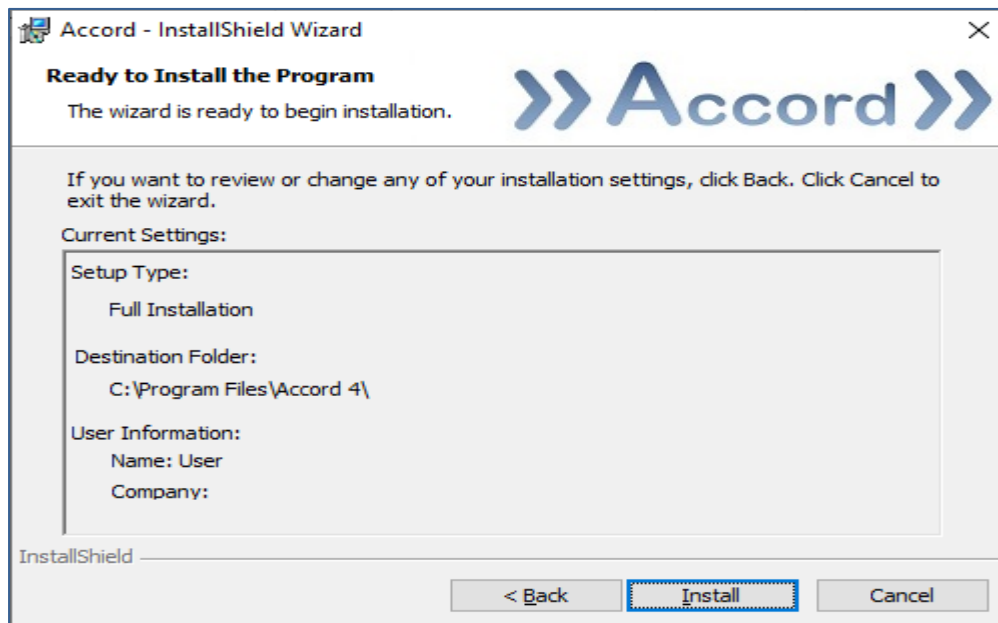 Accord - InstallShield Wizard
Ready to Install the Program
The wizard is ready to begin installation.
»Accord»
If you want to review or change any of your installation settings, click Back. Click Cancel to
exit the wizard.
Current Settings:
Setup Type:
Full Installation
Destination Folder:
C:\Program Files\Accord 4\
User Information:
Name: User
Company:
InstallShield
< Back
Install
Cancel